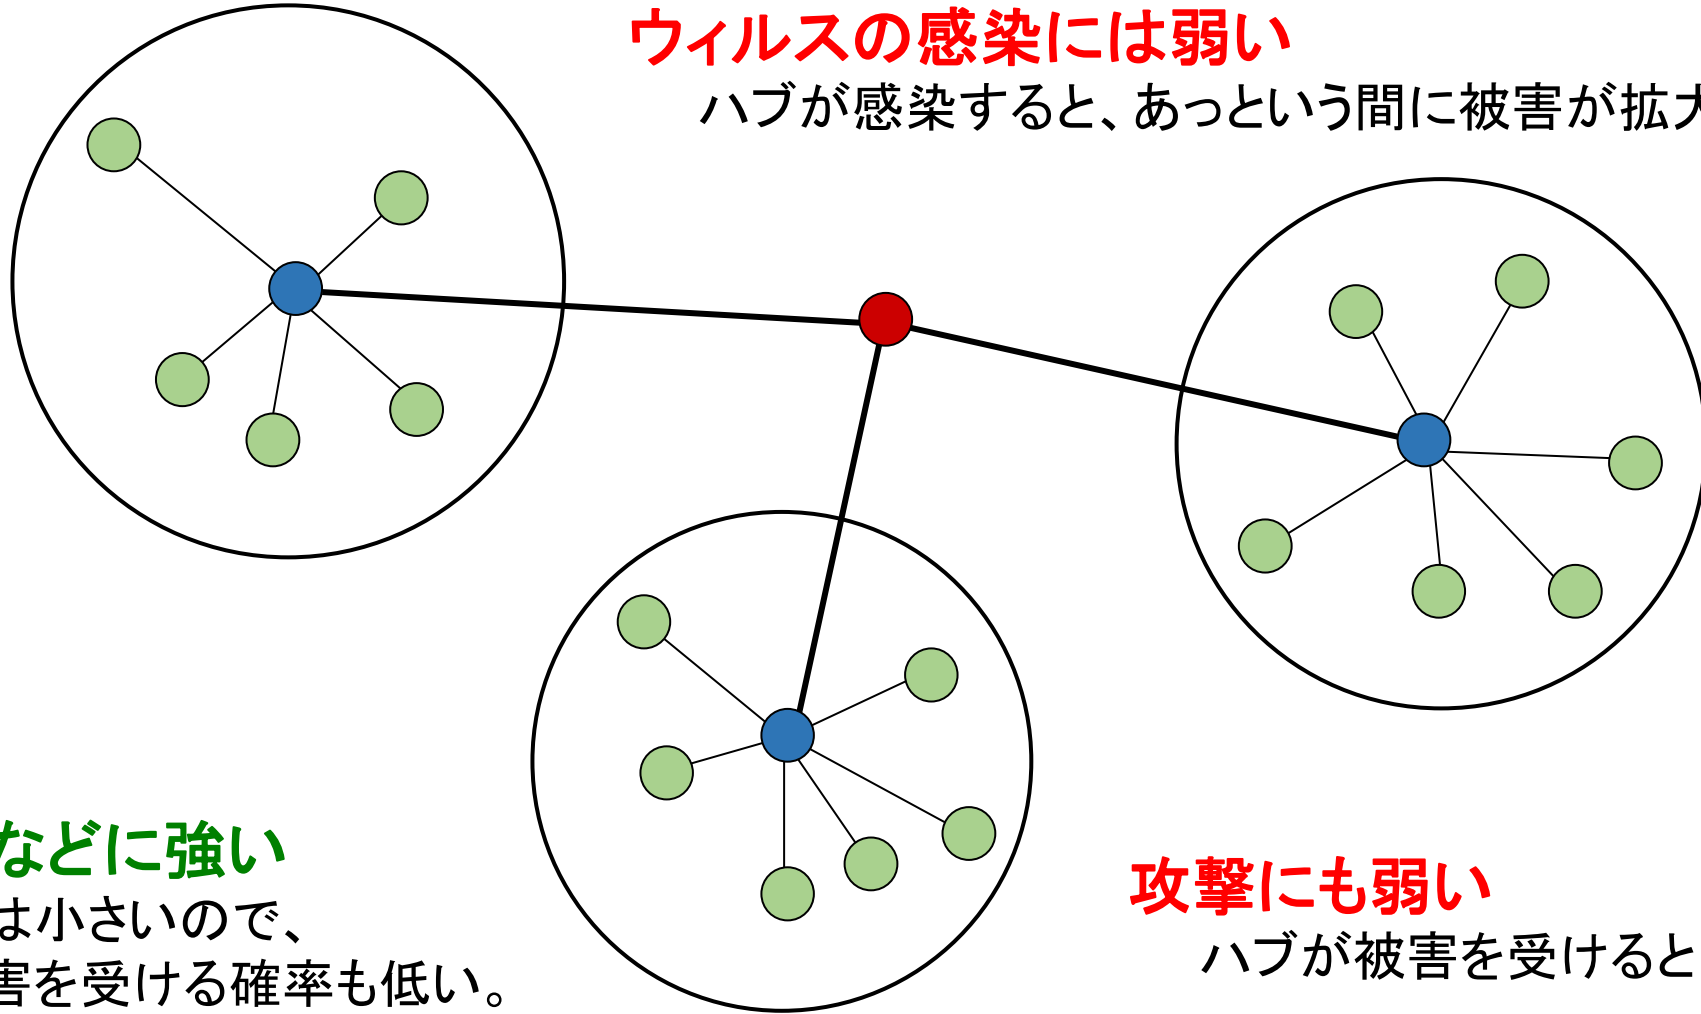 ウィルスの感染には弱い
ハブが感染すると、あっという間に被害が拡大
などに強い
は小さいので、
害を受ける確率も低い。
攻撃にも弱い
ハブが被害を受けると